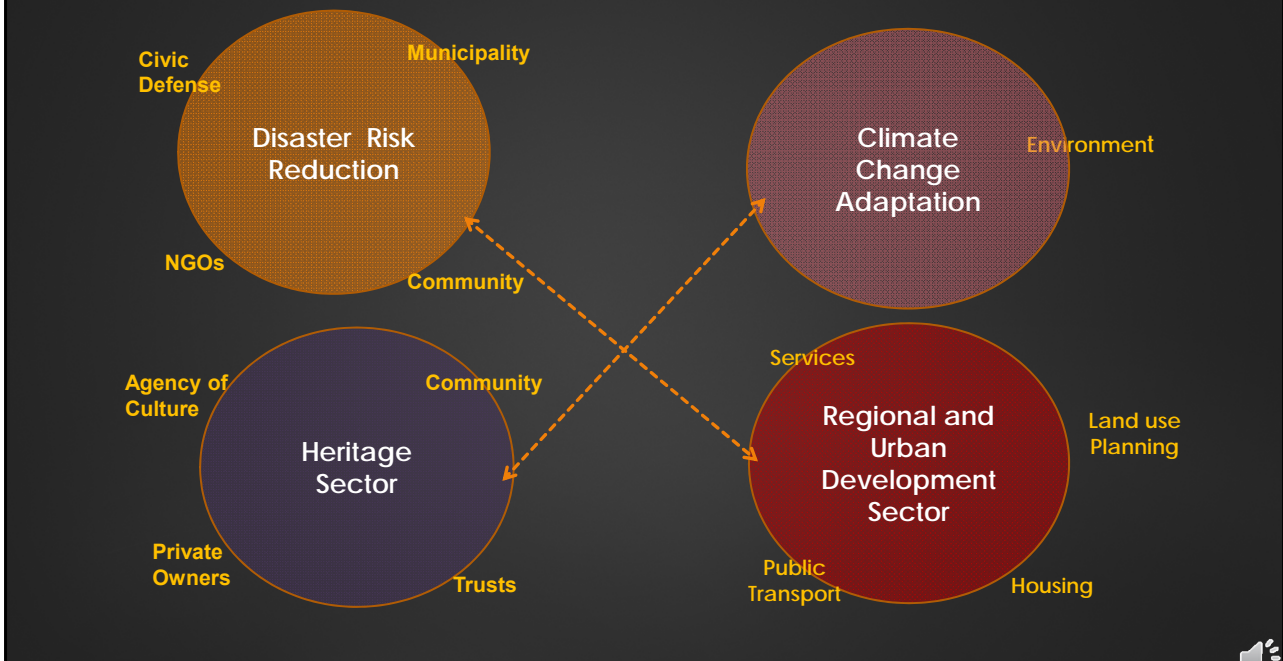 Civic
Defense
Municipality
Disaster Risk
Reduction
NGOs
Community
Climate
Change
Adaptation
Environment
Agency of
Culture
Community
Heritage
Sector
Private
Owners
Trusts
Services
Regional and
Urban
Development
Sector
Land use
Planning
Public
Transport
Housing